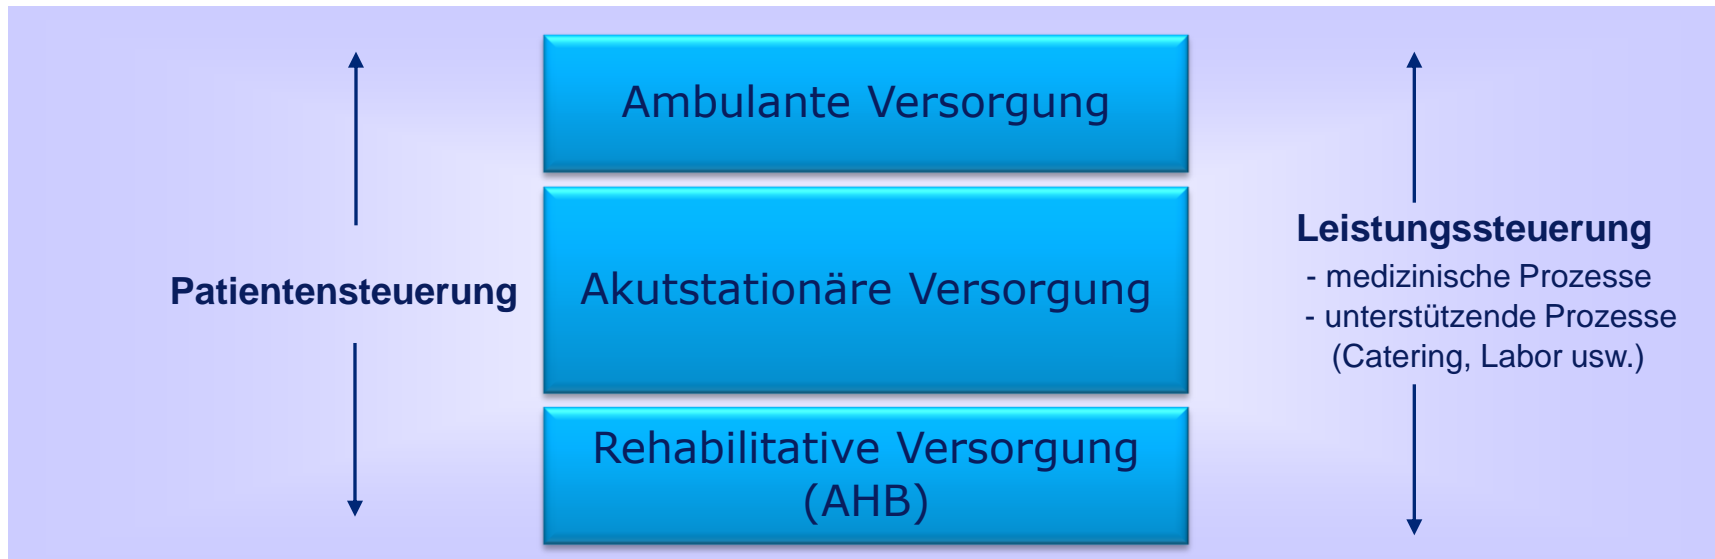 Ambulante Versorgung
Patientensteuerung
Akutstationäre Versorgung
Rehabilitative Versorgung
(AHB)
Leistungssteuerung
- medizinische Prozesse
- unterstützende Prozesse
(Catering, Labor usw.)